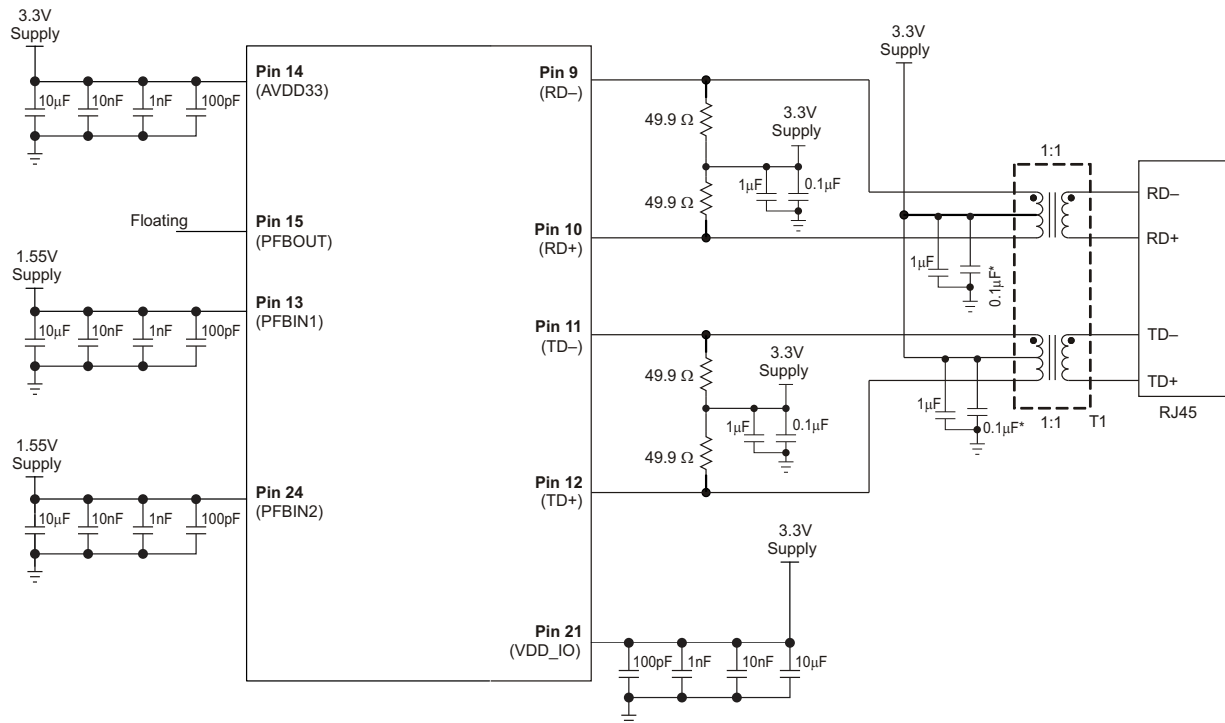 3.3V
Supply
10µF
10nF
1nF
100pF
Pin 14
(AVDD33)
Floating
Pin 15
(PFBOUT)
1.55V
Supply
10µF
10nF
1nF
100pF
Pin 13
(PFBIN1)
1.55V
Supply
10µF
10nF
1nF
100pF
Pin 24
(PFBIN2)
Pin 9
(RD–)
49.9 Ω
3.3V
Supply
1µF
0.1µF
49.9 Ω
Pin 10
(RD+)
Pin 11
(TD–)
49.9 Ω
3.3V
Supply
1µF
0.1µF
49.9 Ω
Pin 12
(TD+)
3.3V
Supply
Pin 21
(VDD_IO)
100pF
1nF
10nF
10µF
3.3V
Supply
1µF
0.1µF*
1µF
0.1µF*
1:1
1:1
T1
RD–
RD+
TD–
TD+
RJ45